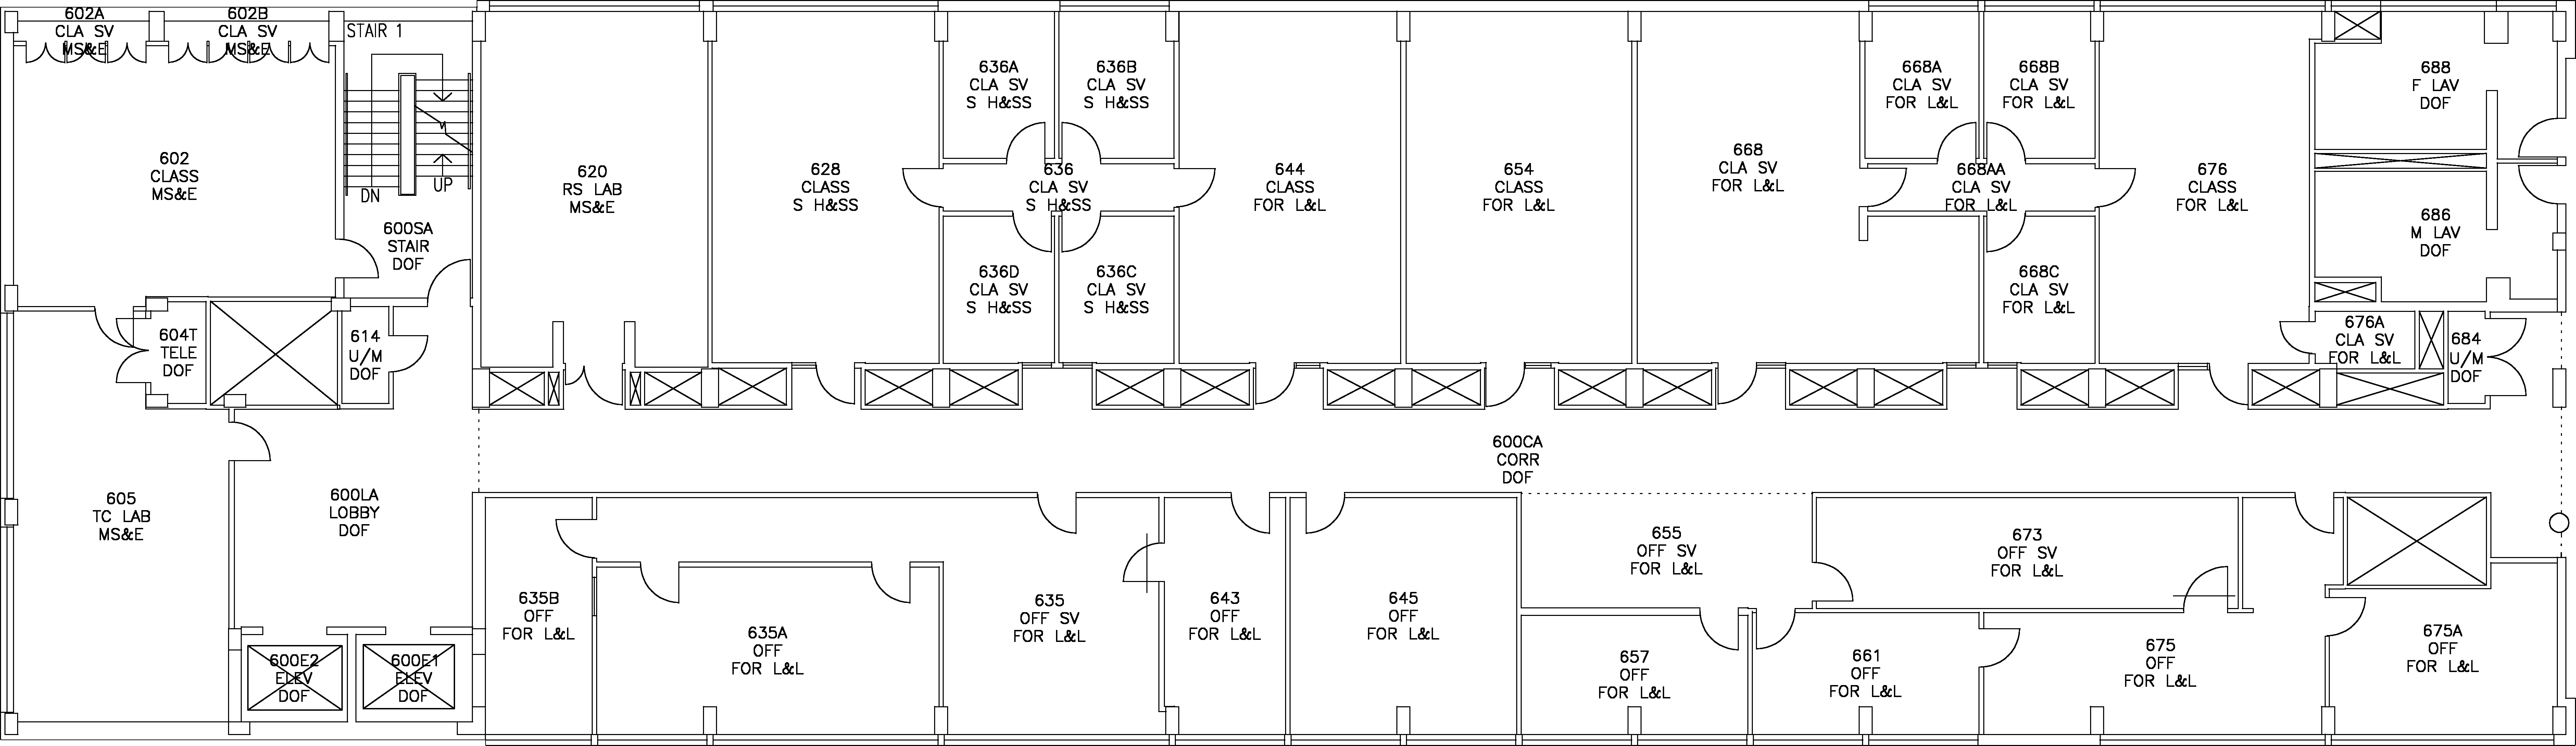 602A
CLA SV
MS&E
602B
CLA SV
MS&E
STAIR 1
DN
UP
602
CLASS
MS&E
600SA
STAIR
DOF
620
RS LAB
MS&E
628
CLASS
S H&SS
636A
CLA SV
S H&SS
636B
CLA SV
S H&SS
636
CLA SV
S H&SS
636D
CLA SV
S H&SS
636C
CLA SV
S H&SS
644
CLASS
FOR L&L
654
CLASS
FOR L&L
668
CLA SV
FOR L&L
668A
CLA SV
FOR L&L
668B
CLA SV
FOR L&L
668AA
CLA SV
FOR L&L
668C
CLA SV
FOR L&L
676
CLASS
FOR L&L
688
F LAV
DOF
686
M LAV
DOF
676A
CLA SV
FOR L&L
684
U/M
DOF
604T
TELE
DOF
614
U/M
DOF
600CA
CORR
DOF
605
TC LAB
MS&E
600LA
LOBBY
DOF
600E2
ELEV
DOF
600E1
ELEV
DOF
635B
OFF
FOR L&L
635A
OFF
FOR L&L
635
OFF SV
FOR L&L
643
OFF
FOR L&L
645
OFF
FOR L&L
655
OFF SV
FOR L&L
657
OFF
FOR L&L
661
OFF
FOR L&L
673
OFF SV
FOR L&L
675
OFF
FOR L&L
675A
OFF
FOR L&L